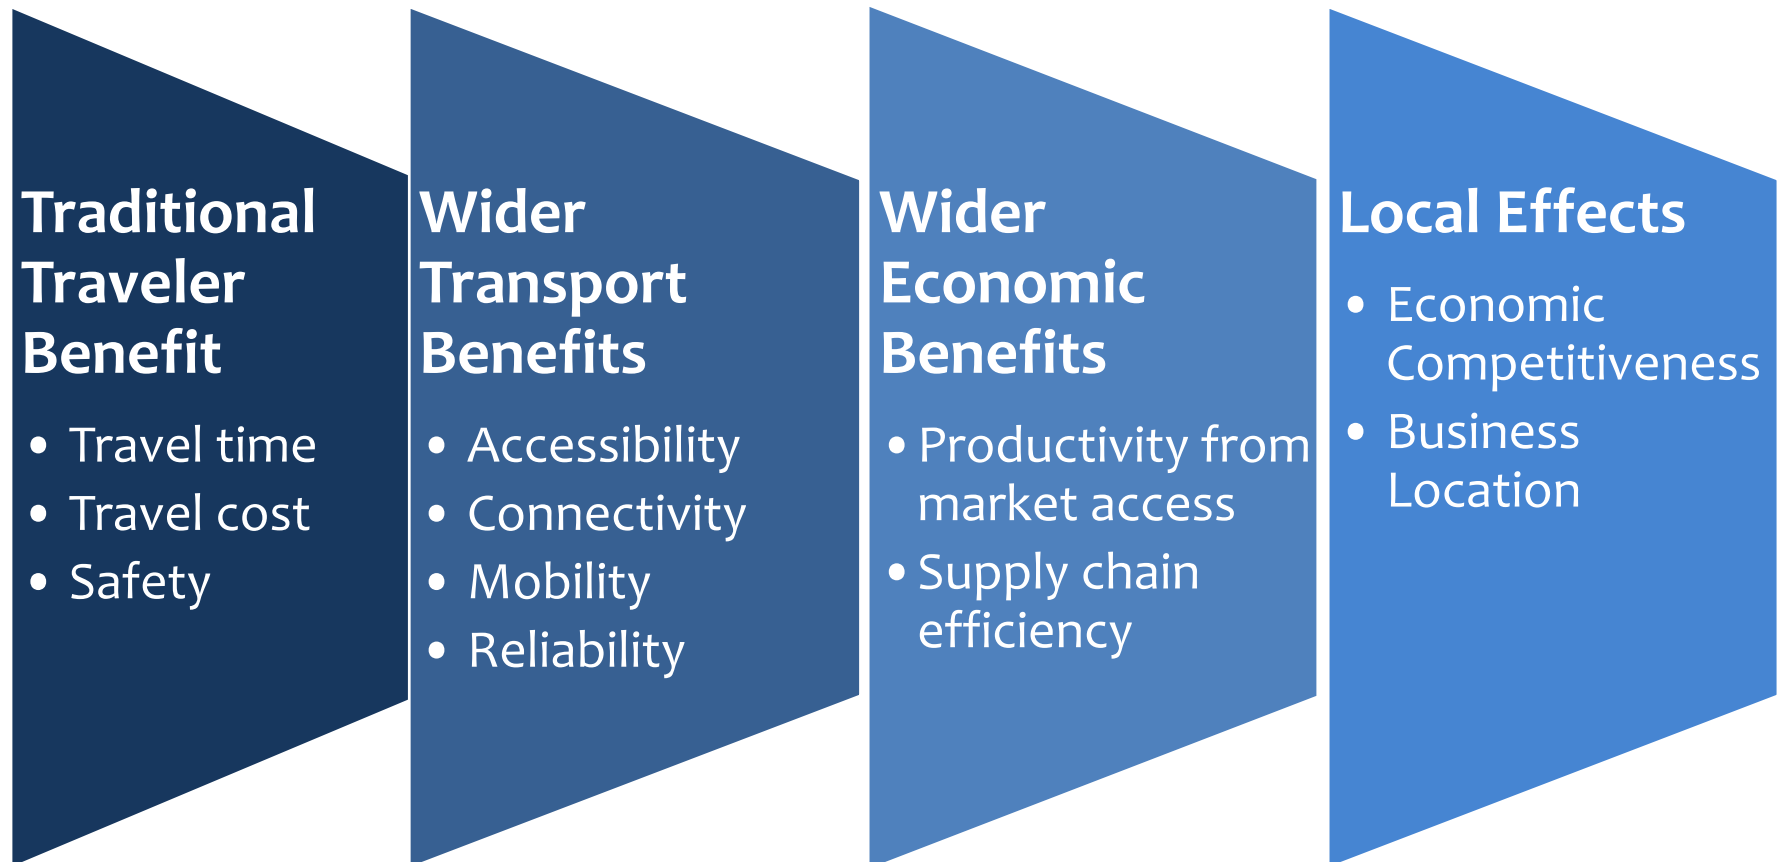 Traditional
Traveler
Benefit
• Travel time
• Travel cost
• Safety
Wider
Transport
Benefits
• Accessibility
• Connectivity
• Mobility
• Reliability
Wider
Economic
Benefits
• Productivity from
market access
• Supply chain
efficiency
Local Effects
• Economic
Competitiveness
• Business
Location